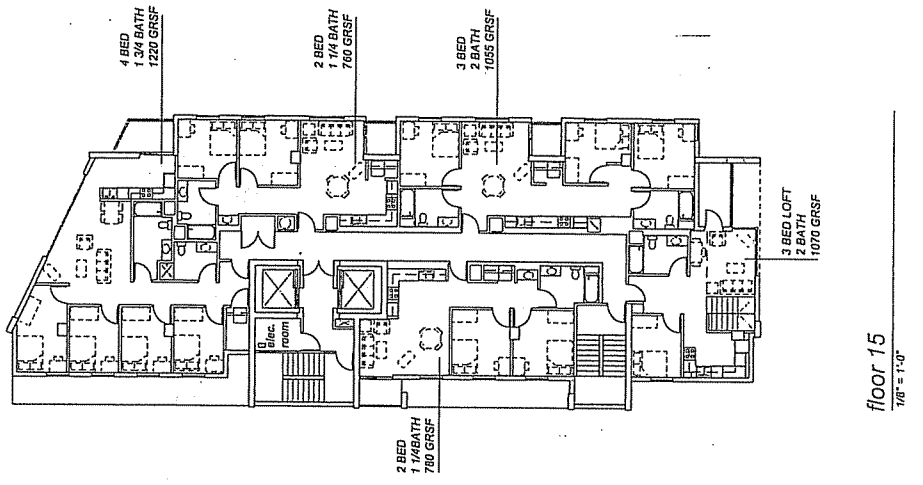 4 BED
1 3/4 BATH
1220 GRSF
2 BED
1 1/4 BATH
760 GRSF
3 BED
2 BATH
1055 GRSF
elec.
room
3 BED LOFT
2 BATH
1070 GRSF
2 BED
1 1/4BATH
780 GRSF
floor 15
1/8" = 1'-0"